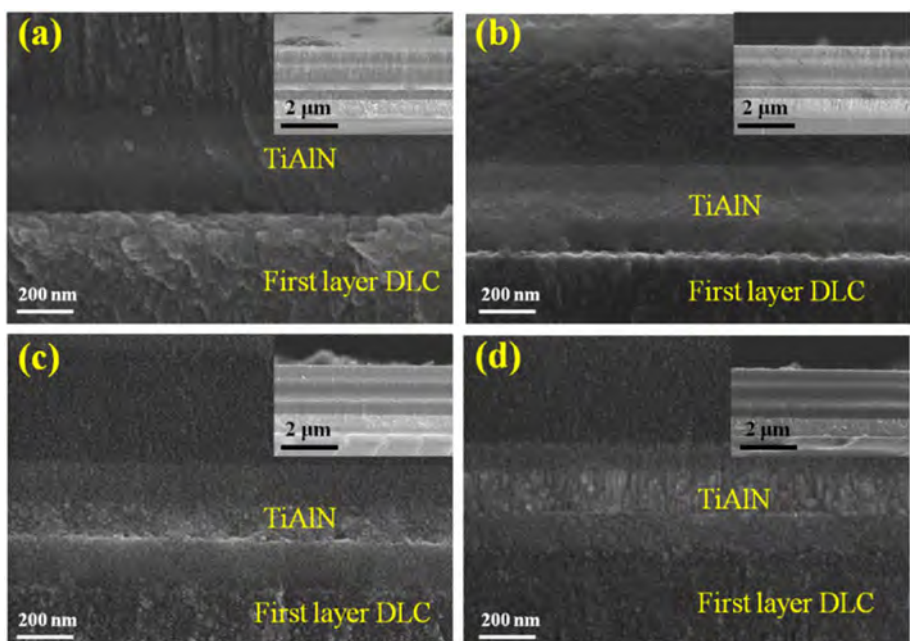 (a)
2 μm
TiAlN
First layer DLC
200 nm
(b)
2 μm
TiAlN
First layer DLC
200 nm
(c)
2 μm
TiAlN
First layer DLC
200 nm
(d)
2 μm
TiAlN
First layer DLC
200 nm